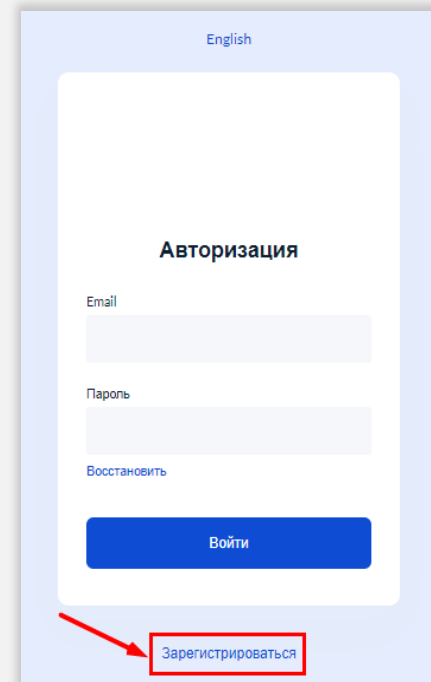 English
Авторизация
Email
Пароль
Восстановить
Войти
Зарегистрироваться